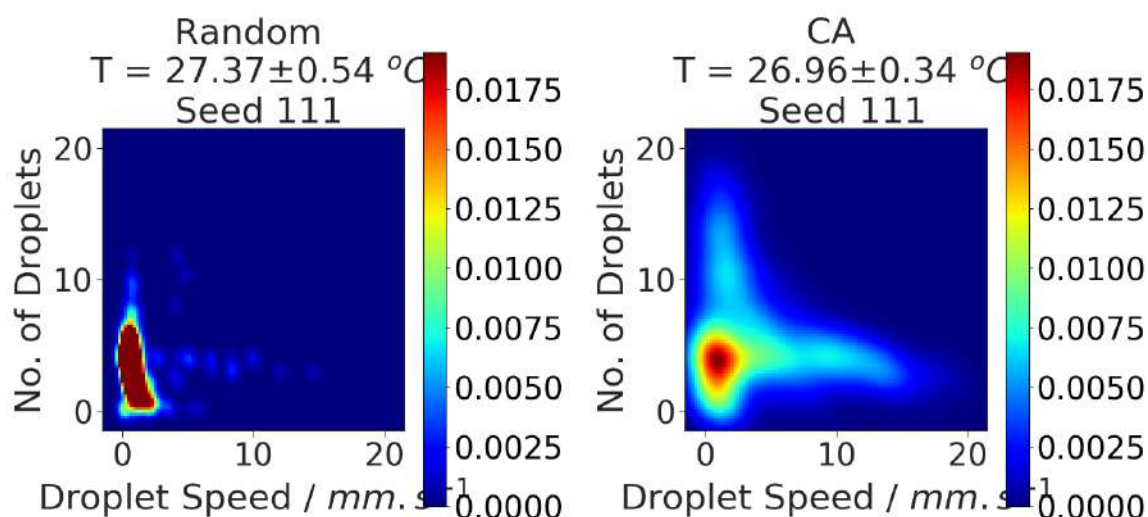 Random
T = 27.37±0.54 °C
Seed 111
No. of Droplets
20
10
0
0
10
20
Droplet Speed / mm. s⁻¹
0.0175
0.0150
0.0125
0.0100
0.0075
0.0050
0.0025
0.0000
CA
T = 26.96±0.34 °C
Seed 111
No. of Droplets
20
10
0
0
10
20
Droplet Speed / mm. s⁻¹
0.0175
0.0150
0.0125
0.0100
0.0075
0.0050
0.0025
0.0000